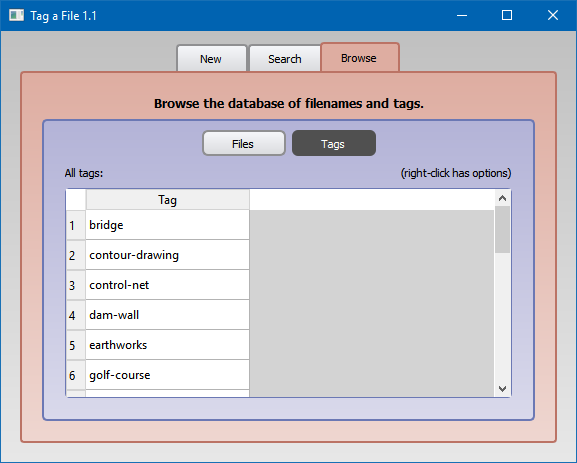 Tag a File 1.1
New Search Browse
Browse the database of filenames and tags.
Files Tags
All tags: (right-click has options)
Tag
1 bridge
2 contour-drawing
3 control-net
4 dam-wall
5 earthworks
6 golf-course